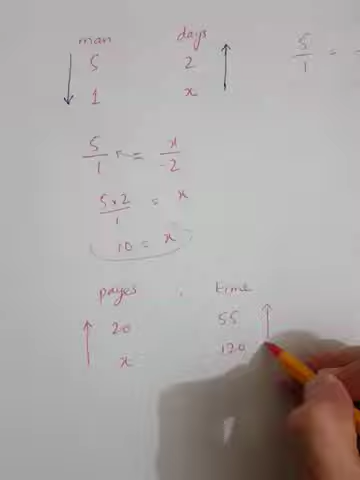 man days
5 2
1 x
5/1 = x/2
5×2/1 = x
10 = x
5/1 =
pages . time
20 55
x 120